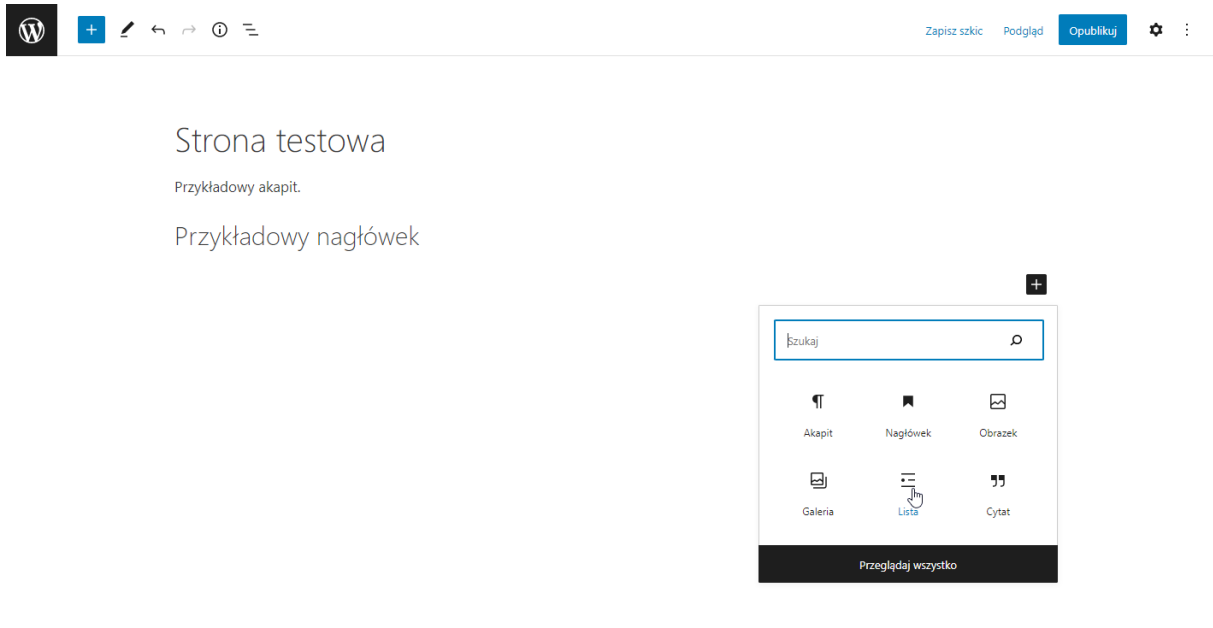 Zapisz szkic Podgląd Opublikuj
Strona testowa
Przykładowy akapit.
Przykładowy nagłówek
Szukaj
Akapit Nagłówek Obrazek
Galeria Lista Cytat
Przeglądaj wszystko